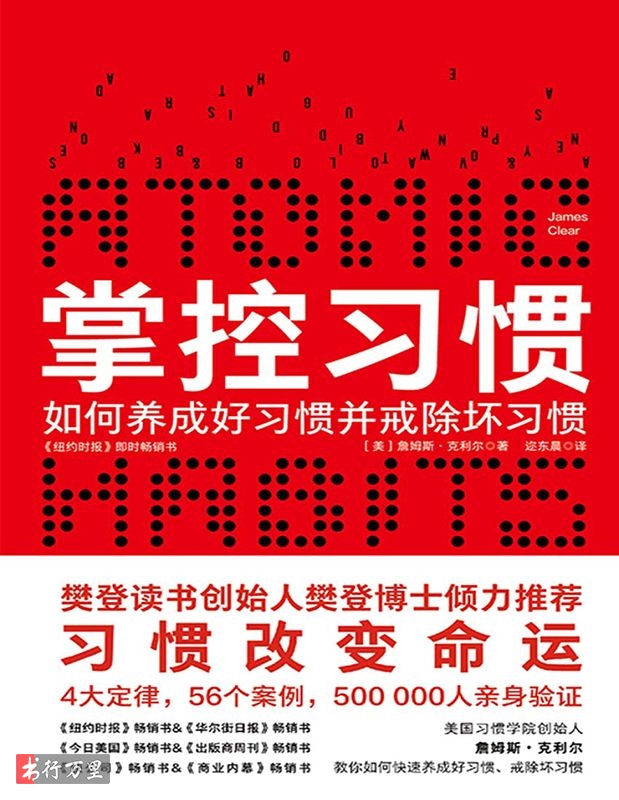 ATOMIC
James
Clear
掌控习惯
如何养成好习惯并戒除坏习惯
《纽约时报》即时畅销书
[美]詹姆斯·克利尔◎著 迩东晨◎译
HABITS
樊登读书创始人樊登博士倾力推荐
习惯改变命运
4大定律，56个案例，500 000人亲身验证
《纽约时报》畅销书&《华尔街日报》畅销书
《今日美国》畅销书&《出版商周刊》畅销书
公司》畅销书&《商业内幕》畅销书
美国习惯学院创始人
詹姆斯·克利尔
教你如何快速养成好习惯、戒除坏习惯
书行万里